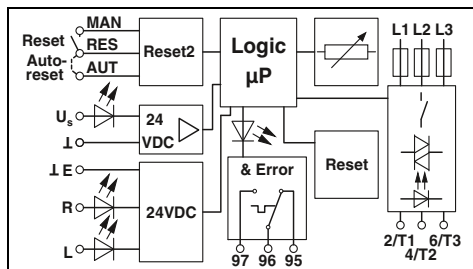 MAN
Reset
RES
Auto-
reset
AUT
Reset2
Logic
µP
L1 L2 L3
Us
⊥
24
VDC
⊥ E
R
L
24VDC
& Error
97 96 95
Reset
2/T1 6/T3
4/T2